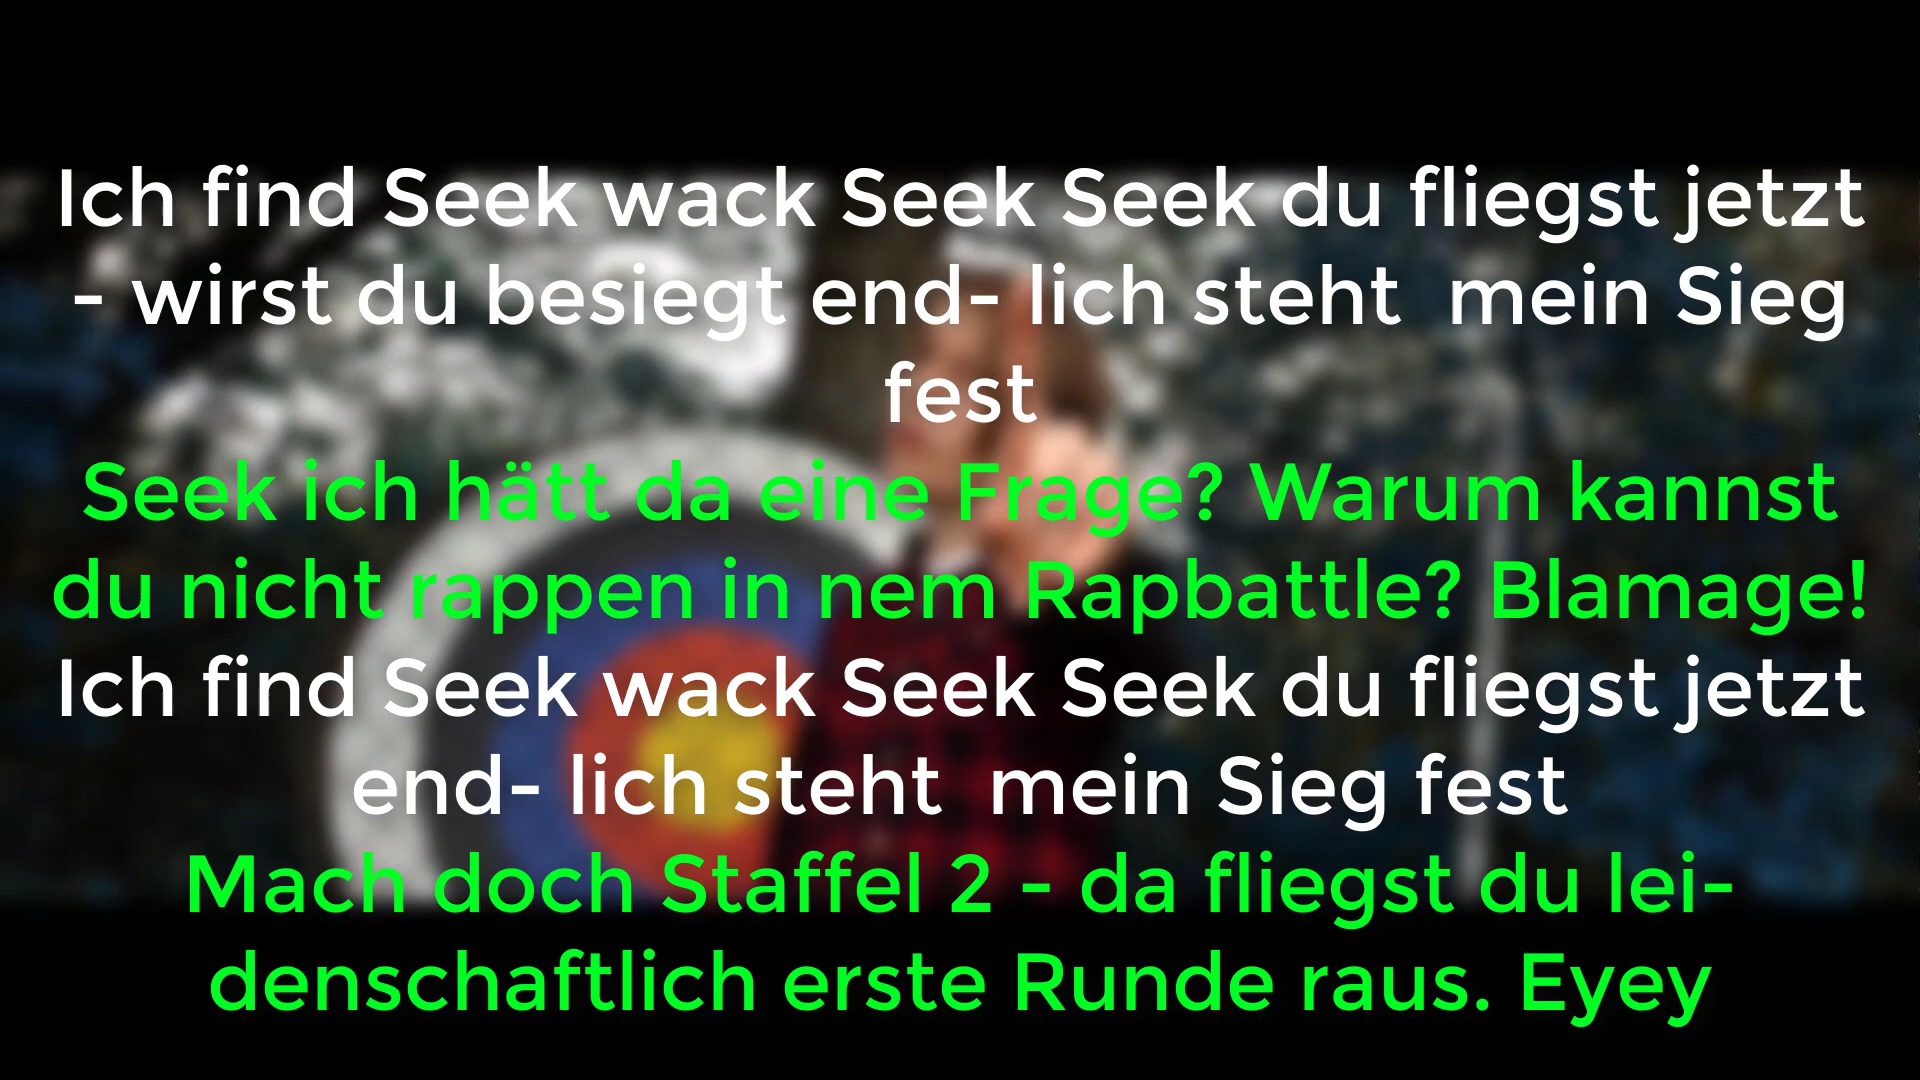 Ich find Seek wack Seek Seek du fliegst jetzt
- wirst du besiegt end- lich steht  mein Sieg
fest
Seek ich hätt da eine Frage? Warum kannst
du nicht rappen in nem Rapbattle? Blamage!
Ich find Seek wack Seek Seek du fliegst jetzt
end- lich steht  mein Sieg fest
Mach doch Staffel 2 - da fliegst du lei-
denschaftlich erste Runde raus. Eyey